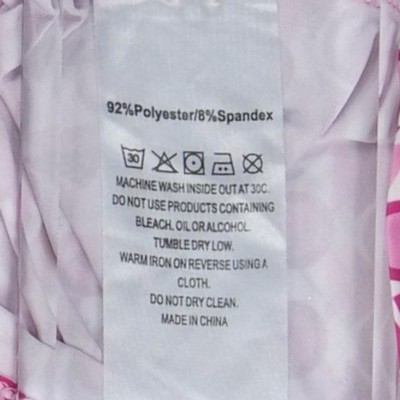 92%Polyester/8%Spandex
30
MACHINE WASH INSIDE OUT AT 30C.
DO NOT USE PRODUCTS CONTAINING
BLEACH, OIL OR ALCOHOL.
TUMBLE DRY LOW.
WARM IRON ON REVERSE USING A
CLOTH.
DO NOT DRY CLEAN.
MADE IN CHINA